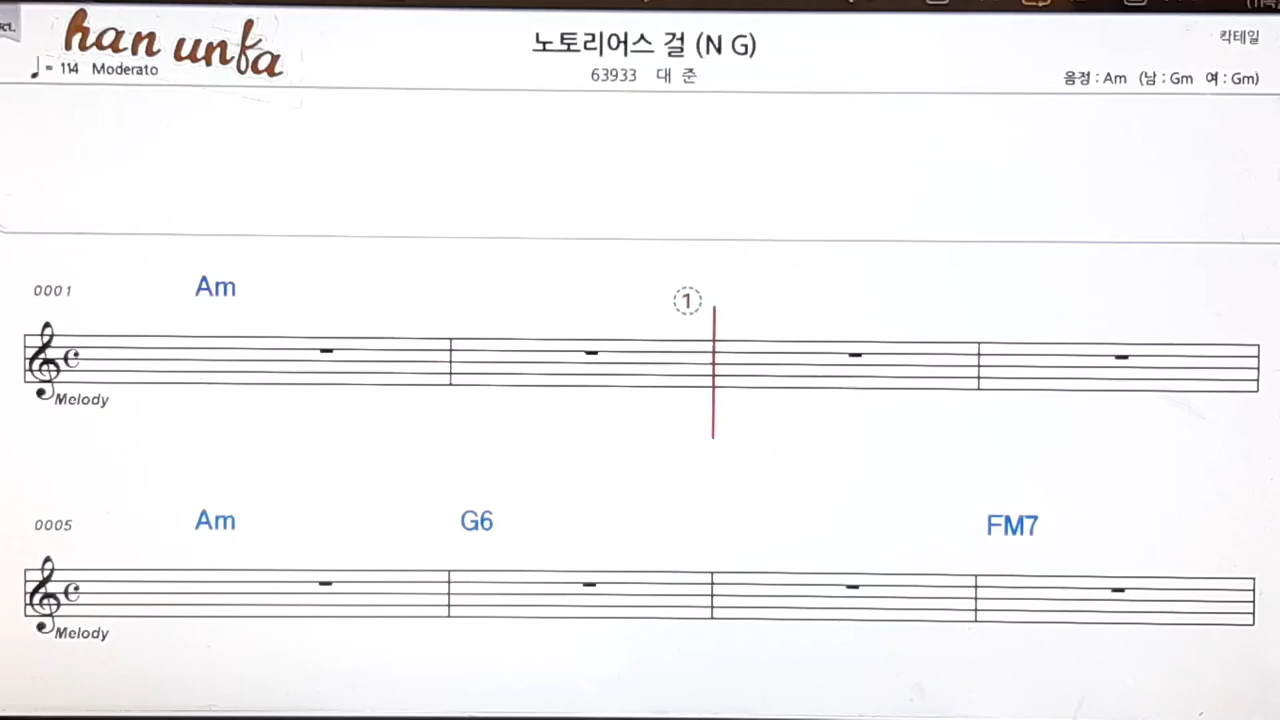 han unfa
♩= 114 Moderato
노토리어스 걸 (N G)
63933 대 준
칵테일
음정 : Am (남 : Gm 여 : Gm)
0001 Am ①
Melody
0005 Am G6 FM7
Melody